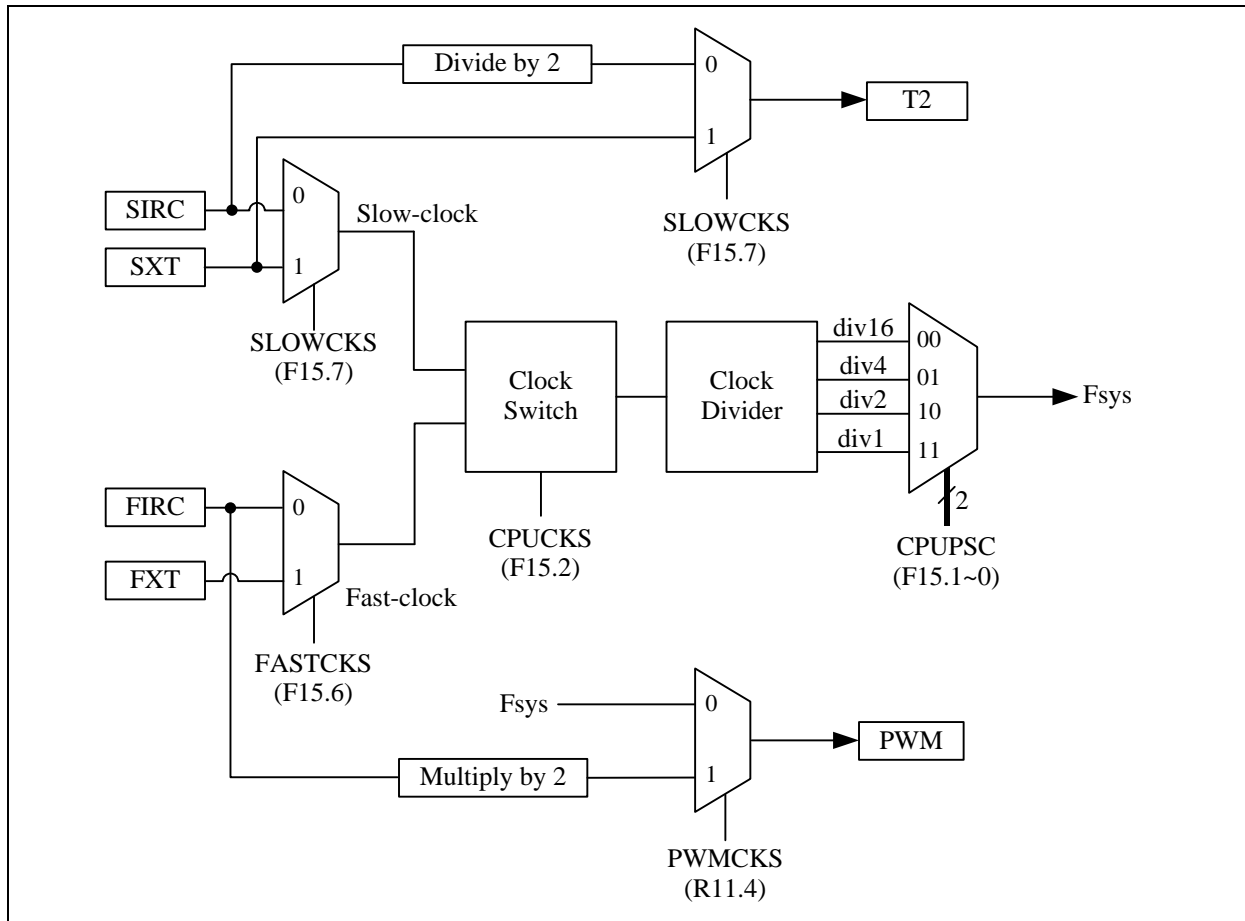 Divide by 2
0
1
T2
SLOWCKS
(F15.7)
SIRC
SXT
0
1
Slow-clock
SLOWCKS
(F15.7)
Clock
Switch
CPUCKS
(F15.2)
Clock
Divider
div16
div4
div2
div1
00
01
10
11
Fsys
2
CPUPSC
(F15.1~0)
FIRC
FXT
0
1
Fast-clock
FASTCKS
(F15.6)
Fsys
Multiply by 2
0
1
PWM
PWMCKS
(R11.4)